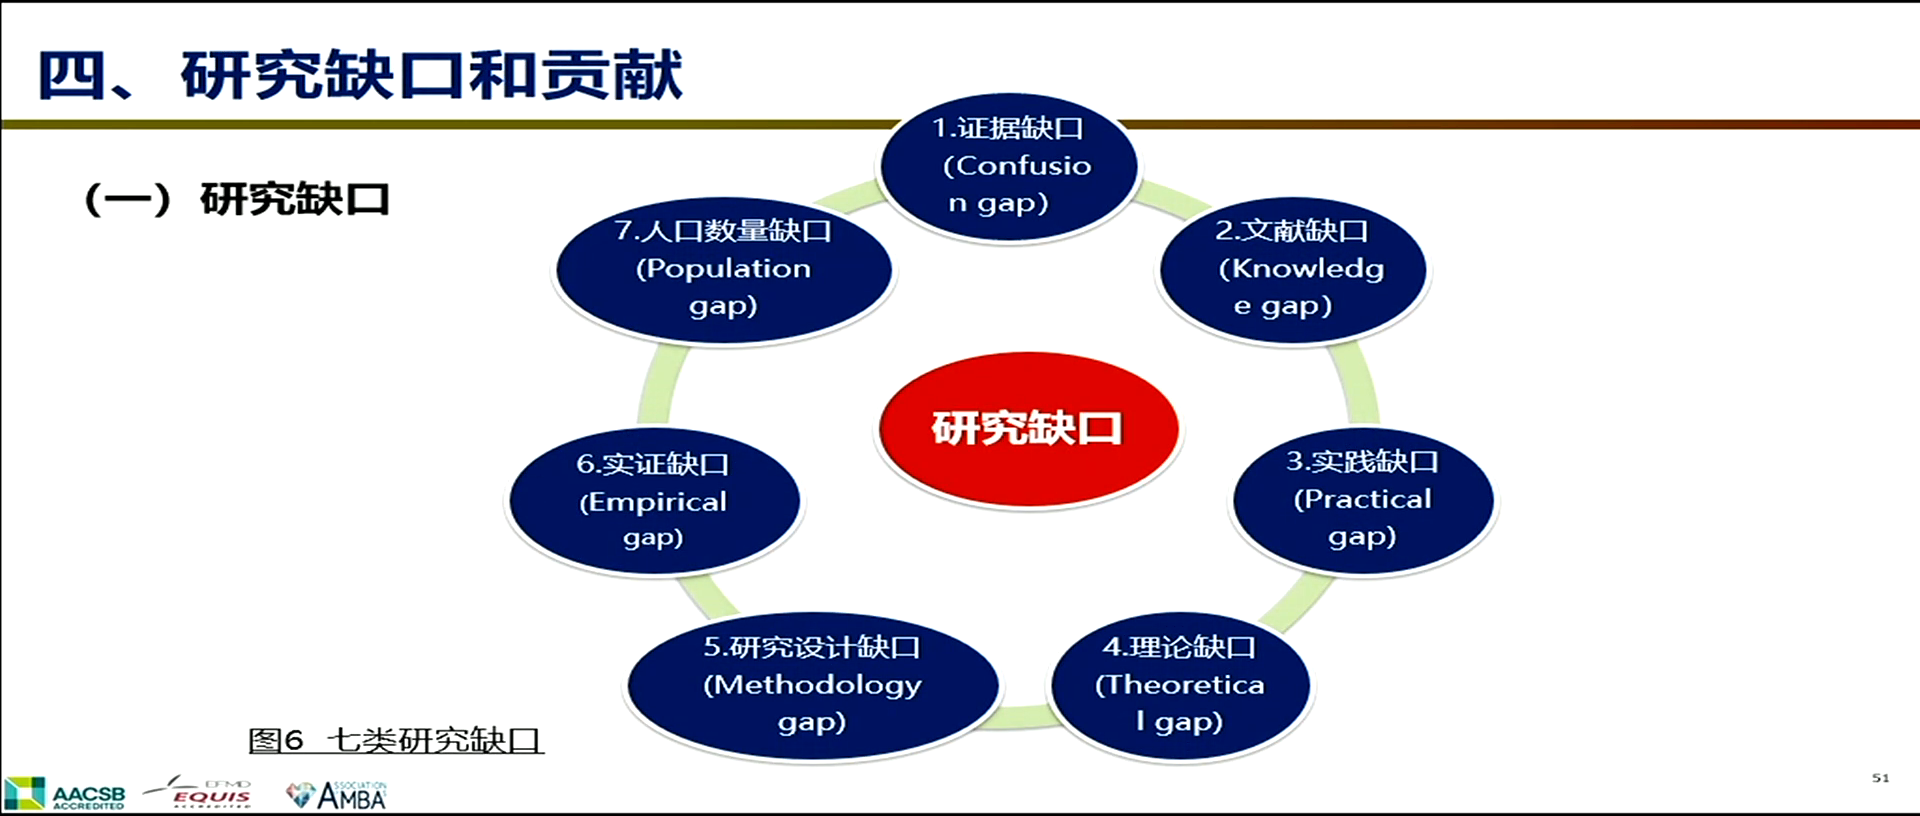 四、研究缺口和贡献
（一）研究缺口
1.证据缺口
(Confusio
n gap)
2.文献缺口
(Knowledg
e gap)
3.实践缺口
(Practical
gap)
4.理论缺口
(Theoretica
l gap)
5.研究设计缺口
(Methodology
gap)
6.实证缺口
(Empirical
gap)
7.人口数量缺口
(Population
gap)
研究缺口
图6 七类研究缺口
AACSB
ACCREDITED
EFMD
EQUIS
ACCREDITED
ASSOCIATION
AMBA
51